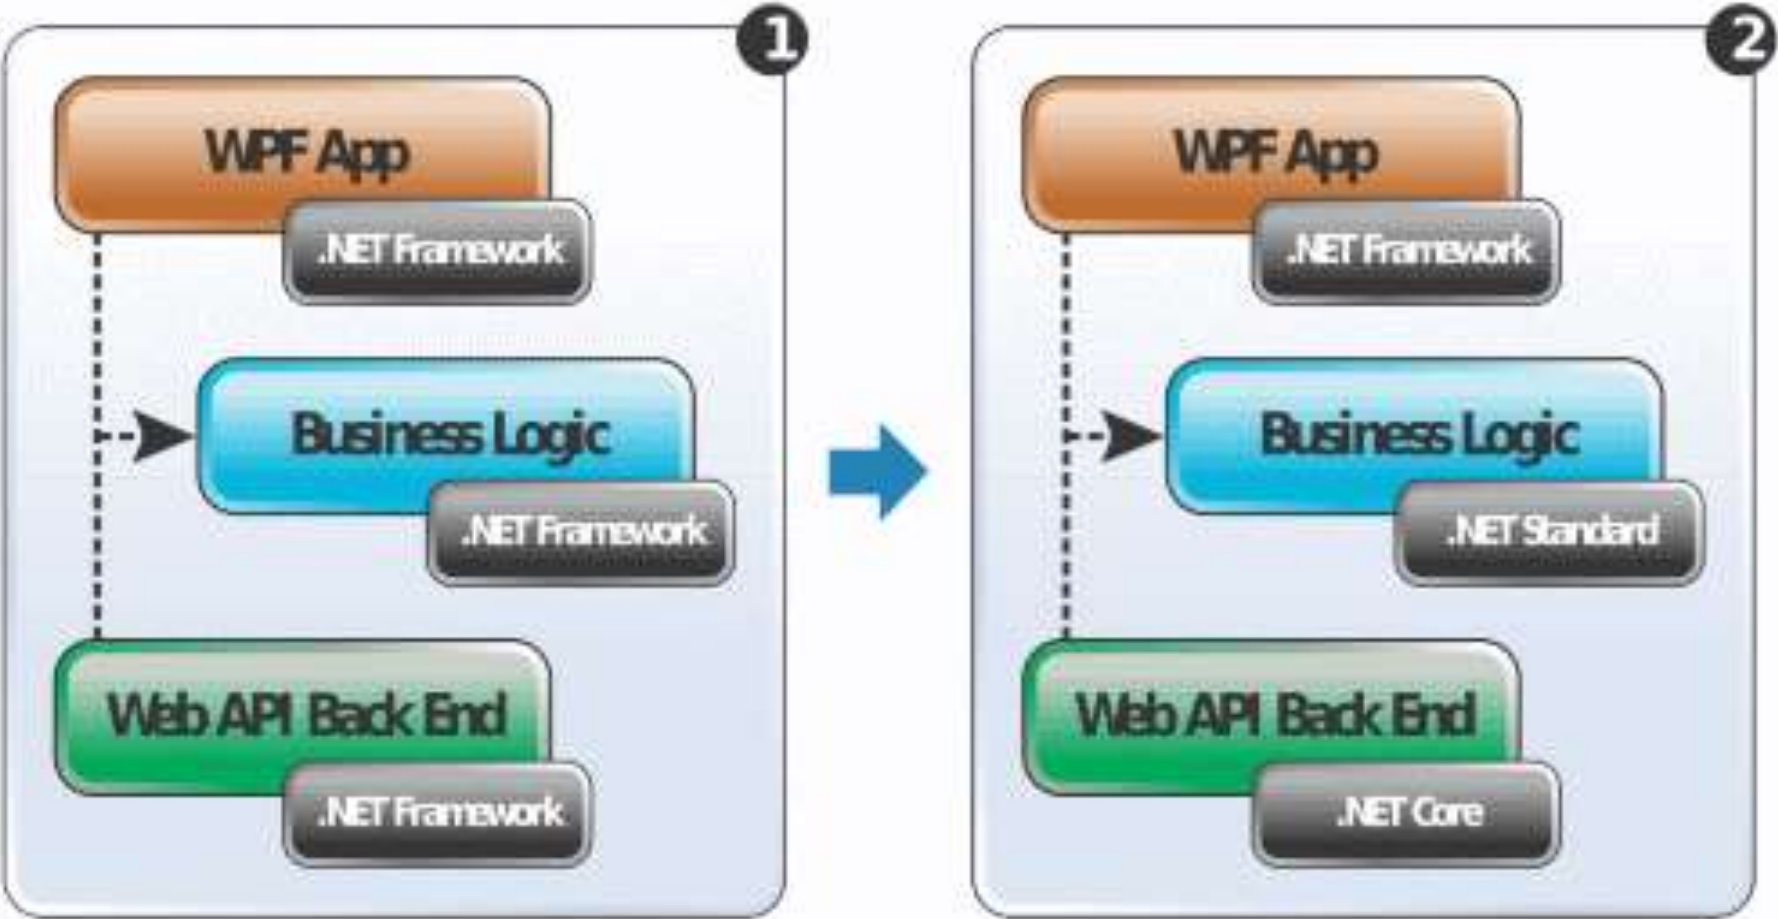 1
WPF App
.NET Framework
Business Logic
.NET Framework
Web API Back End
.NET Framework
2
WPF App
.NET Framework
Business Logic
.NET Standard
Web API Back End
.NET Core